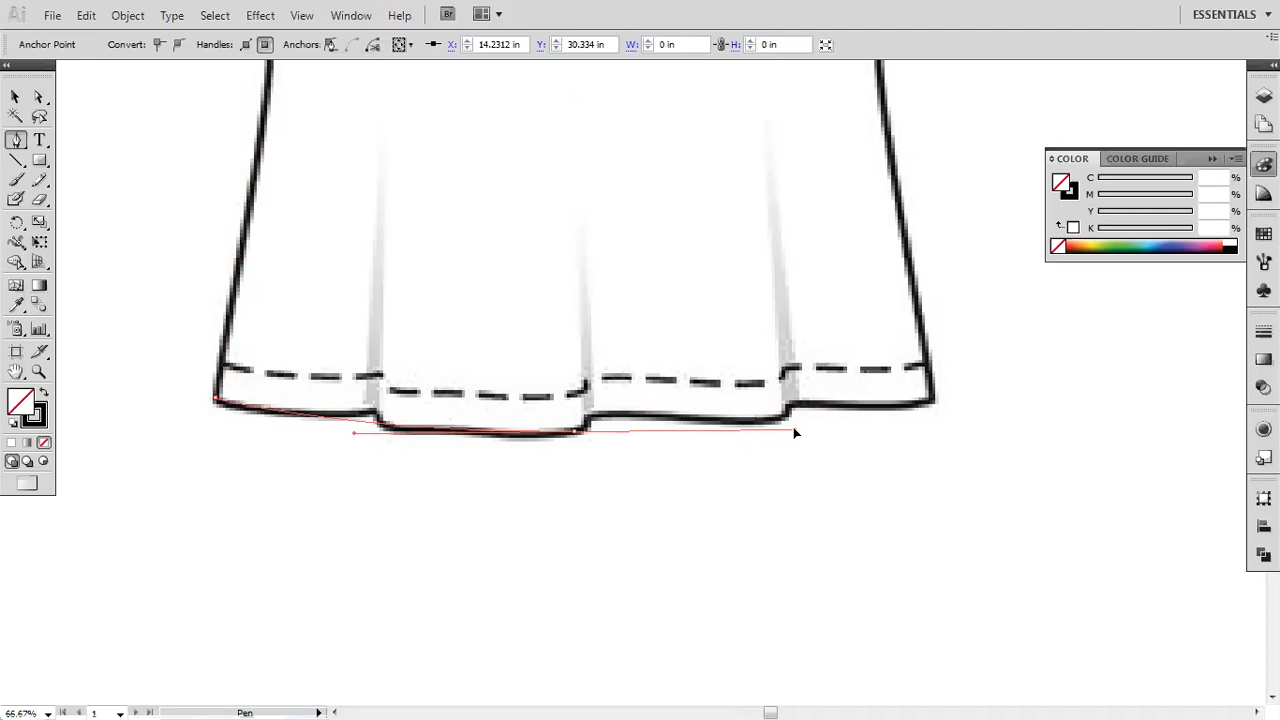 Ai File Edit Object Type Select Effect View Window Help Br ESSENTIALS
Anchor Point Convert: Handles: Anchors: X: 14.2312 in Y: 30.334 in W: 0 in H: 0 in
COLOR COLOR GUIDE
C %
M %
Y %
K %
T
66.67% 1 Pen